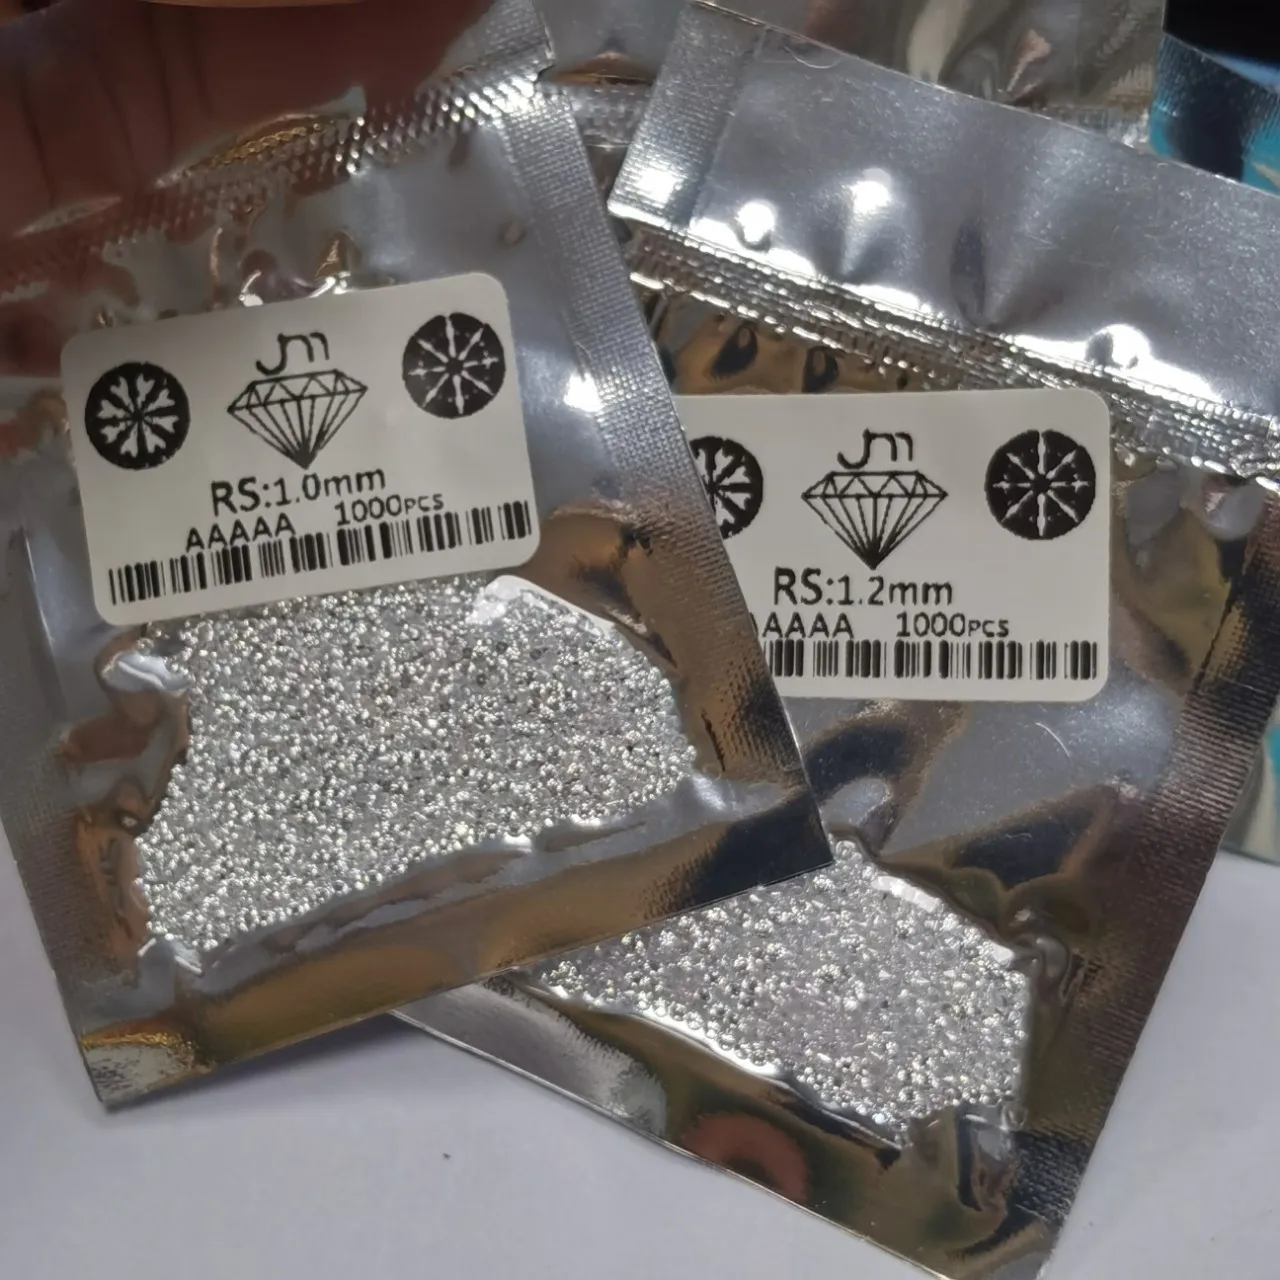 JM
RS:1.0mm
AAAAA 1000PCS
JM
RS:1.2mm
AAAA 1000PCS